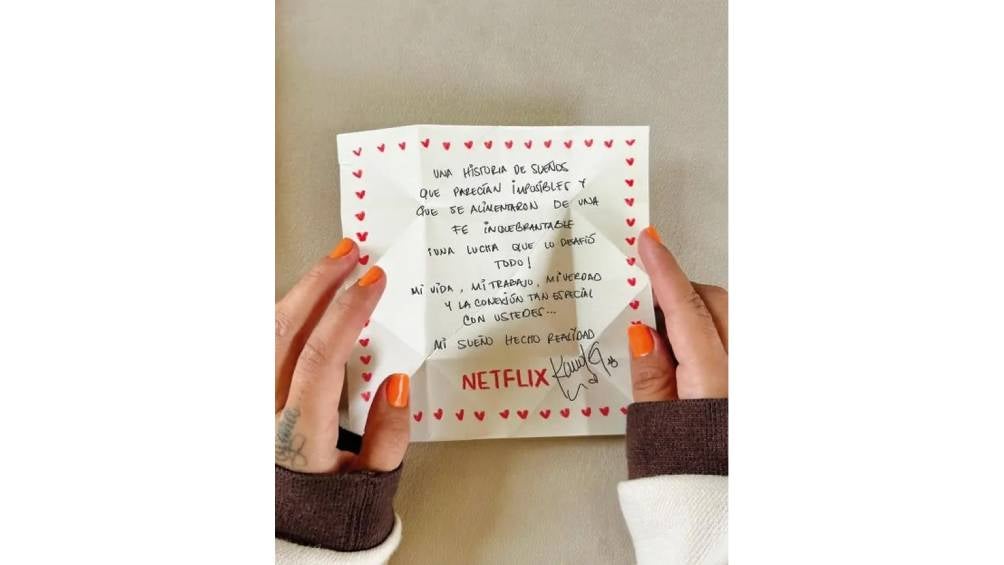 UNA HISTORIA DE SUEÑOS
QUE PARECÍAN IMPOSIBLES Y
QUE SE ALIMENTARON DE UNA
FE INQUEBRANTABLE
¡UNA LUCHA QUE LO DESAFIÓ
TODO!
MI VIDA, MI TRABAJO, MI VERDAD
Y LA CONEXIÓN TAN ESPECIAL
CON USTEDES...
MI SUEÑO HECHO REALIDAD
NETFLIX